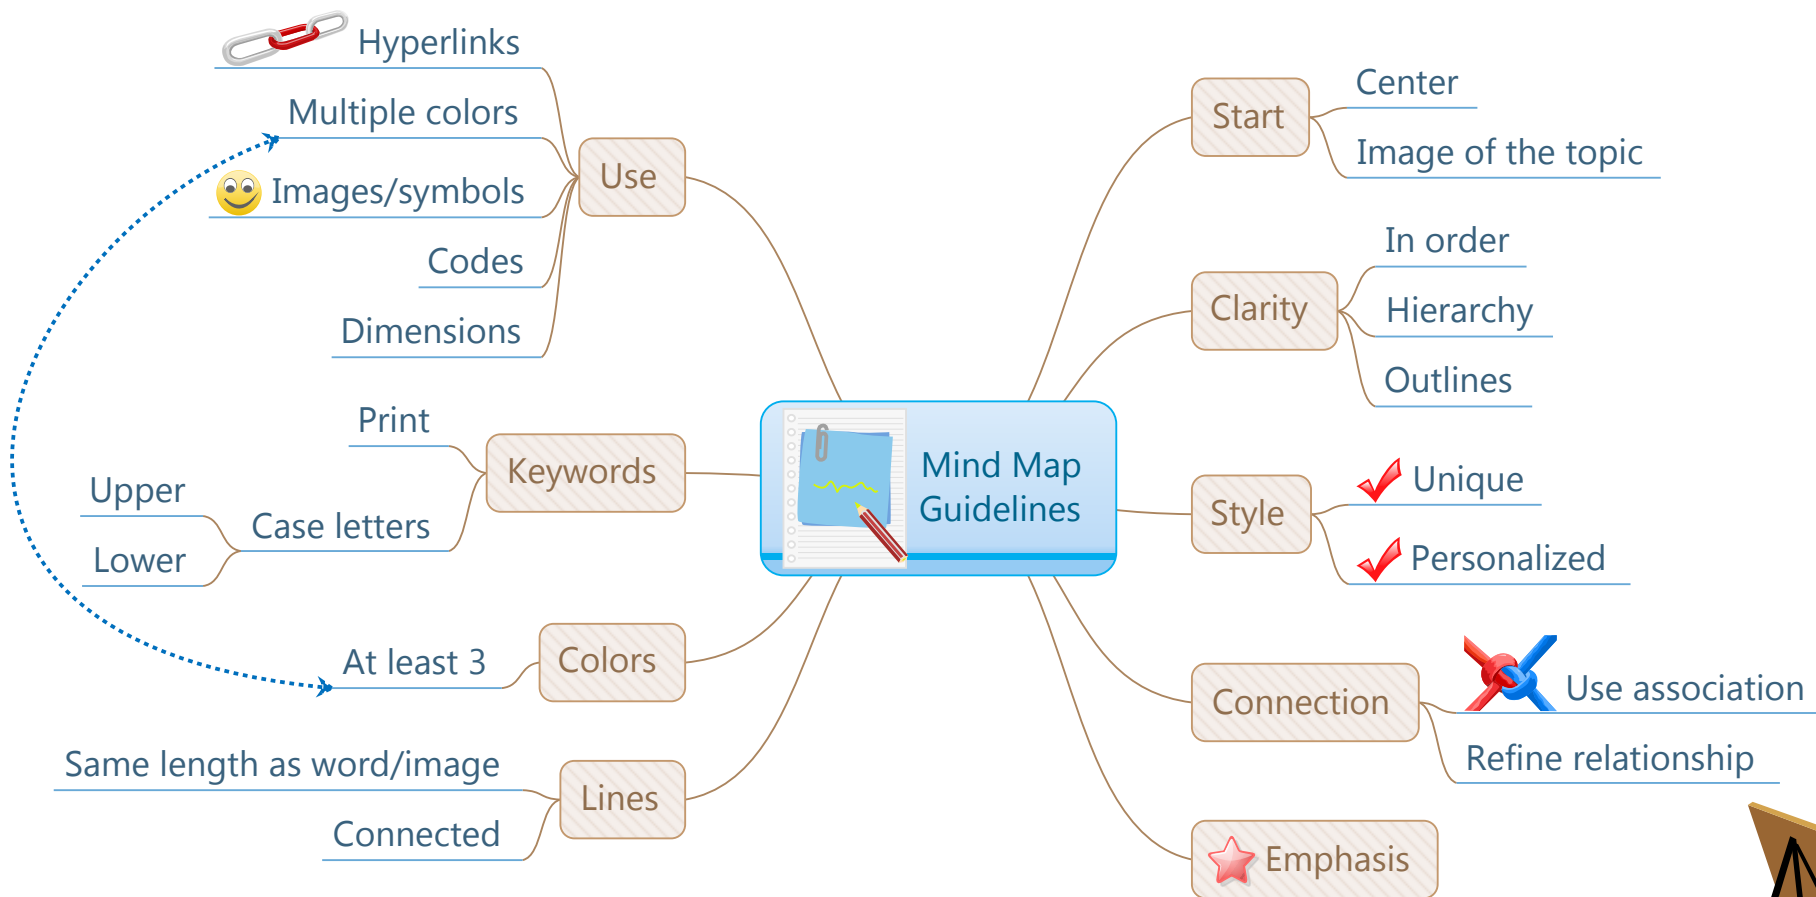 Mind Map
Guidelines
Start
Center
Image of the topic
Clarity
In order
Hierarchy
Outlines
Style
Unique
Personalized
Connection
Use association
Refine relationship
Emphasis
Use
Hyperlinks
Multiple colors
Images/symbols
Codes
Dimensions
Keywords
Print
Case letters
Upper
Lower
Colors
At least 3
Lines
Same length as word/image
Connected